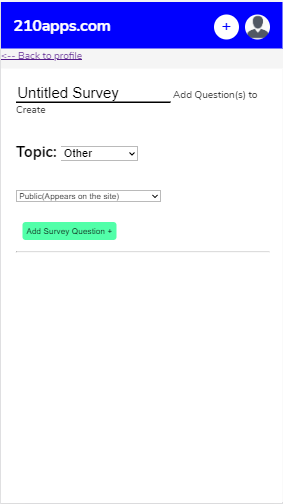 210apps.com +
<-- Back to profile
Untitled Survey Add Question(s) to
Create
Topic: Other
Public(Appears on the site)
Add Survey Question +